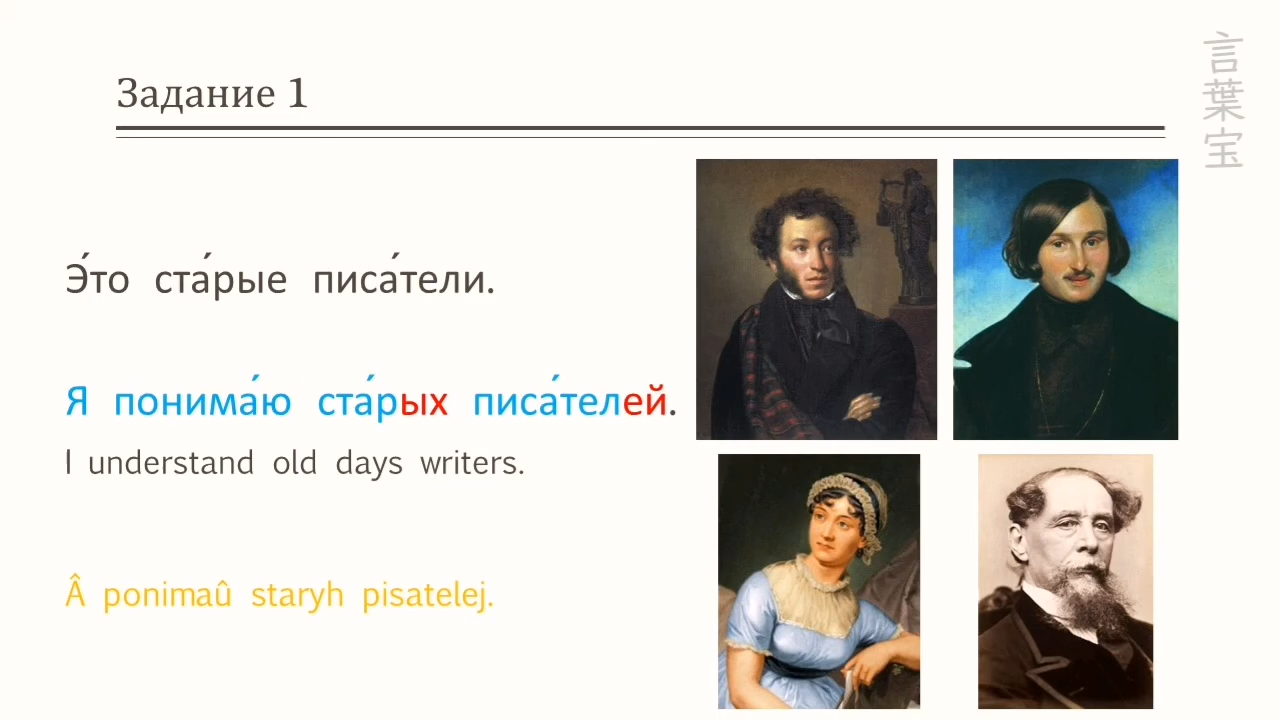 Задание 1
言葉宝
Э́то ста́рые писа́тели.
Я понима́ю ста́рых писа́телей.
I understand old days writers.
Â ponimaû staryh pisatelej.